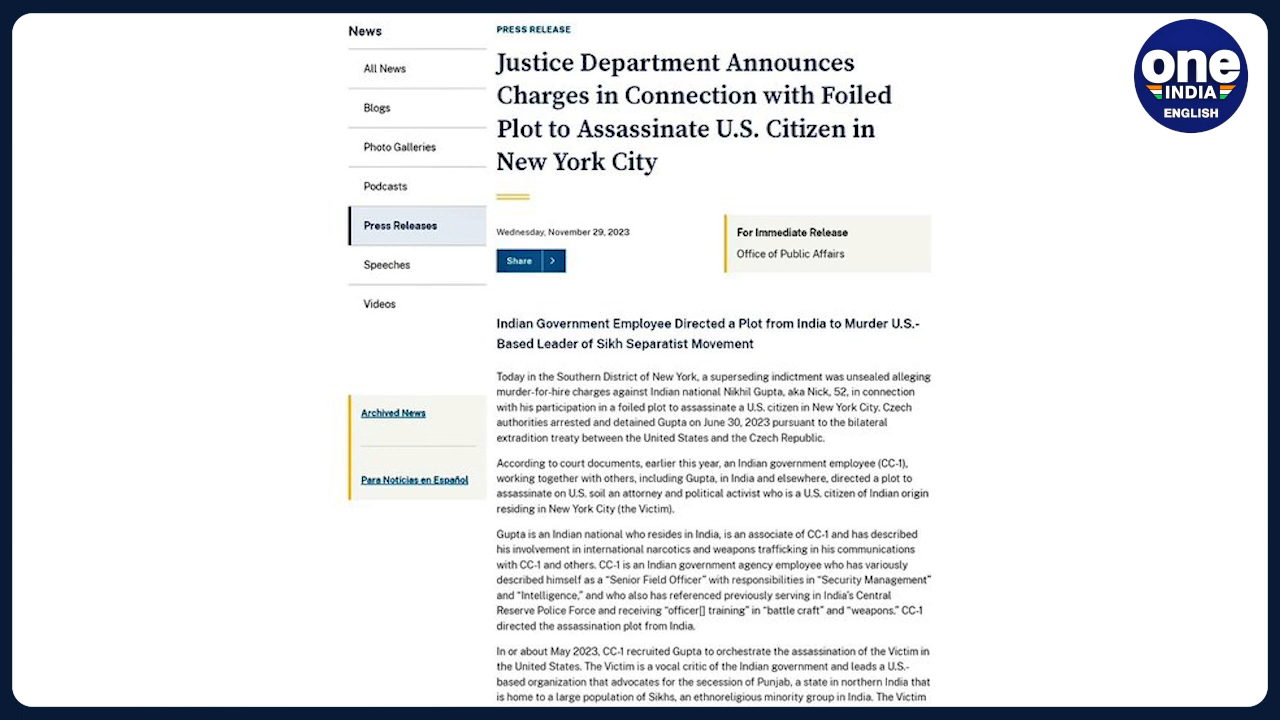 News
All News
Blogs
Photo Galleries
Podcasts
Press Releases
Speeches
Videos
Archived News
Para Noticias en Español
PRESS RELEASE
Justice Department Announces
Charges in Connection with Foiled
Plot to Assassinate U.S. Citizen in
New York City
Wednesday, November 29, 2023
Share
For Immediate Release
Office of Public Affairs
Indian Government Employee Directed a Plot from India to Murder U.S.-
Based Leader of Sikh Separatist Movement
Today in the Southern District of New York, a superseding indictment was unsealed alleging
murder-for-hire charges against Indian national Nikhil Gupta, aka Nick, 52, in connection
with his participation in a foiled plot to assassinate a U.S. citizen in New York City. Czech
authorities arrested and detained Gupta on June 30, 2023 pursuant to the bilateral
extradition treaty between the United States and the Czech Republic.
According to court documents, earlier this year, an Indian government employee (CC-1),
working together with others, including Gupta, in India and elsewhere, directed a plot to
assassinate on U.S. soil an attorney and political activist who is a U.S. citizen of Indian origin
residing in New York City (the Victim).
Gupta is an Indian national who resides in India, is an associate of CC-1 and has described
his involvement in international narcotics and weapons trafficking in his communications
with CC-1 and others. CC-1 is an Indian government agency employee who has variously
described himself as a “Senior Field Officer” with responsibilities in “Security Management”
and “Intelligence,” and who also has referenced previously serving in India’s Central
Reserve Police Force and receiving “officer[] training” in “battle craft” and “weapons.” CC-1
directed the assassination plot from India.
In or about May 2023, CC-1 recruited Gupta to orchestrate the assassination of the Victim in
the United States. The Victim is a vocal critic of the Indian government and leads a U.S.-
based organization that advocates for the secession of Punjab, a state in northern India that
is home to a large population of Sikhs, an ethnoreligious minority group in India. The Victim
one
INDIA
ENGLISH